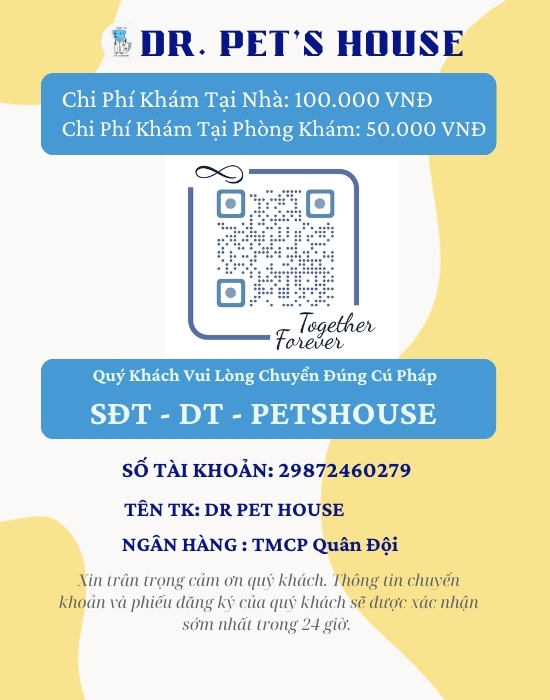 DR. PET'S HOUSE
Chi Phí Khám Tại Nhà: 100.000 VNĐ
Chi Phí Khám Tại Phòng Khám: 50.000 VNĐ
Together
Forever
Quý Khách Vui Lòng Chuyển Đúng Cú Pháp
SĐT - DT - PETSHOUSE
SỐ TÀI KHOẢN: 29872460279
TÊN TK: DR PET HOUSE
NGÂN HÀNG : TMCP Quân Đội
Xin trân trọng cảm ơn quý khách. Thông tin chuyển
khoản và phiếu đăng ký của quý khách sẽ được xác nhận
sớm nhất trong 24 giờ.